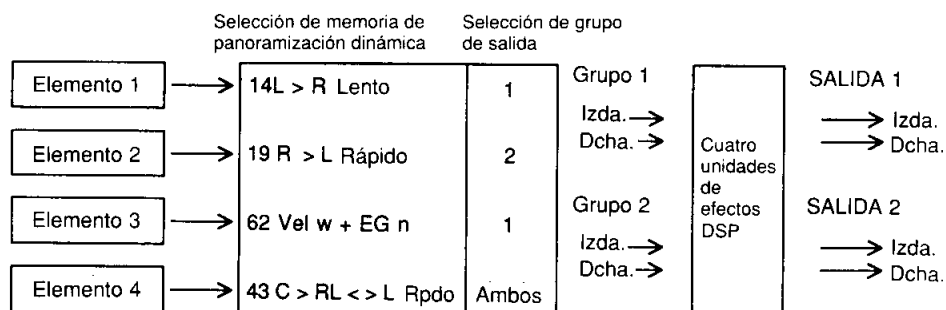 Selección de memoria de
panoramización dinámica
Selección de grupo
de salida
Elemento 1
14L > R Lento
1
Elemento 2
19 R > L Rápido
2
Elemento 3
62 Vel w + EG n
1
Elemento 4
43 C > RL < > L Rpdo
Ambos
Grupo 1
Izda.
Dcha.
Grupo 2
Izda.
Dcha.
Cuatro
unidades
de
efectos
DSP
SALIDA 1
Izda.
Dcha.
SALIDA 2
Izda.
Dcha.